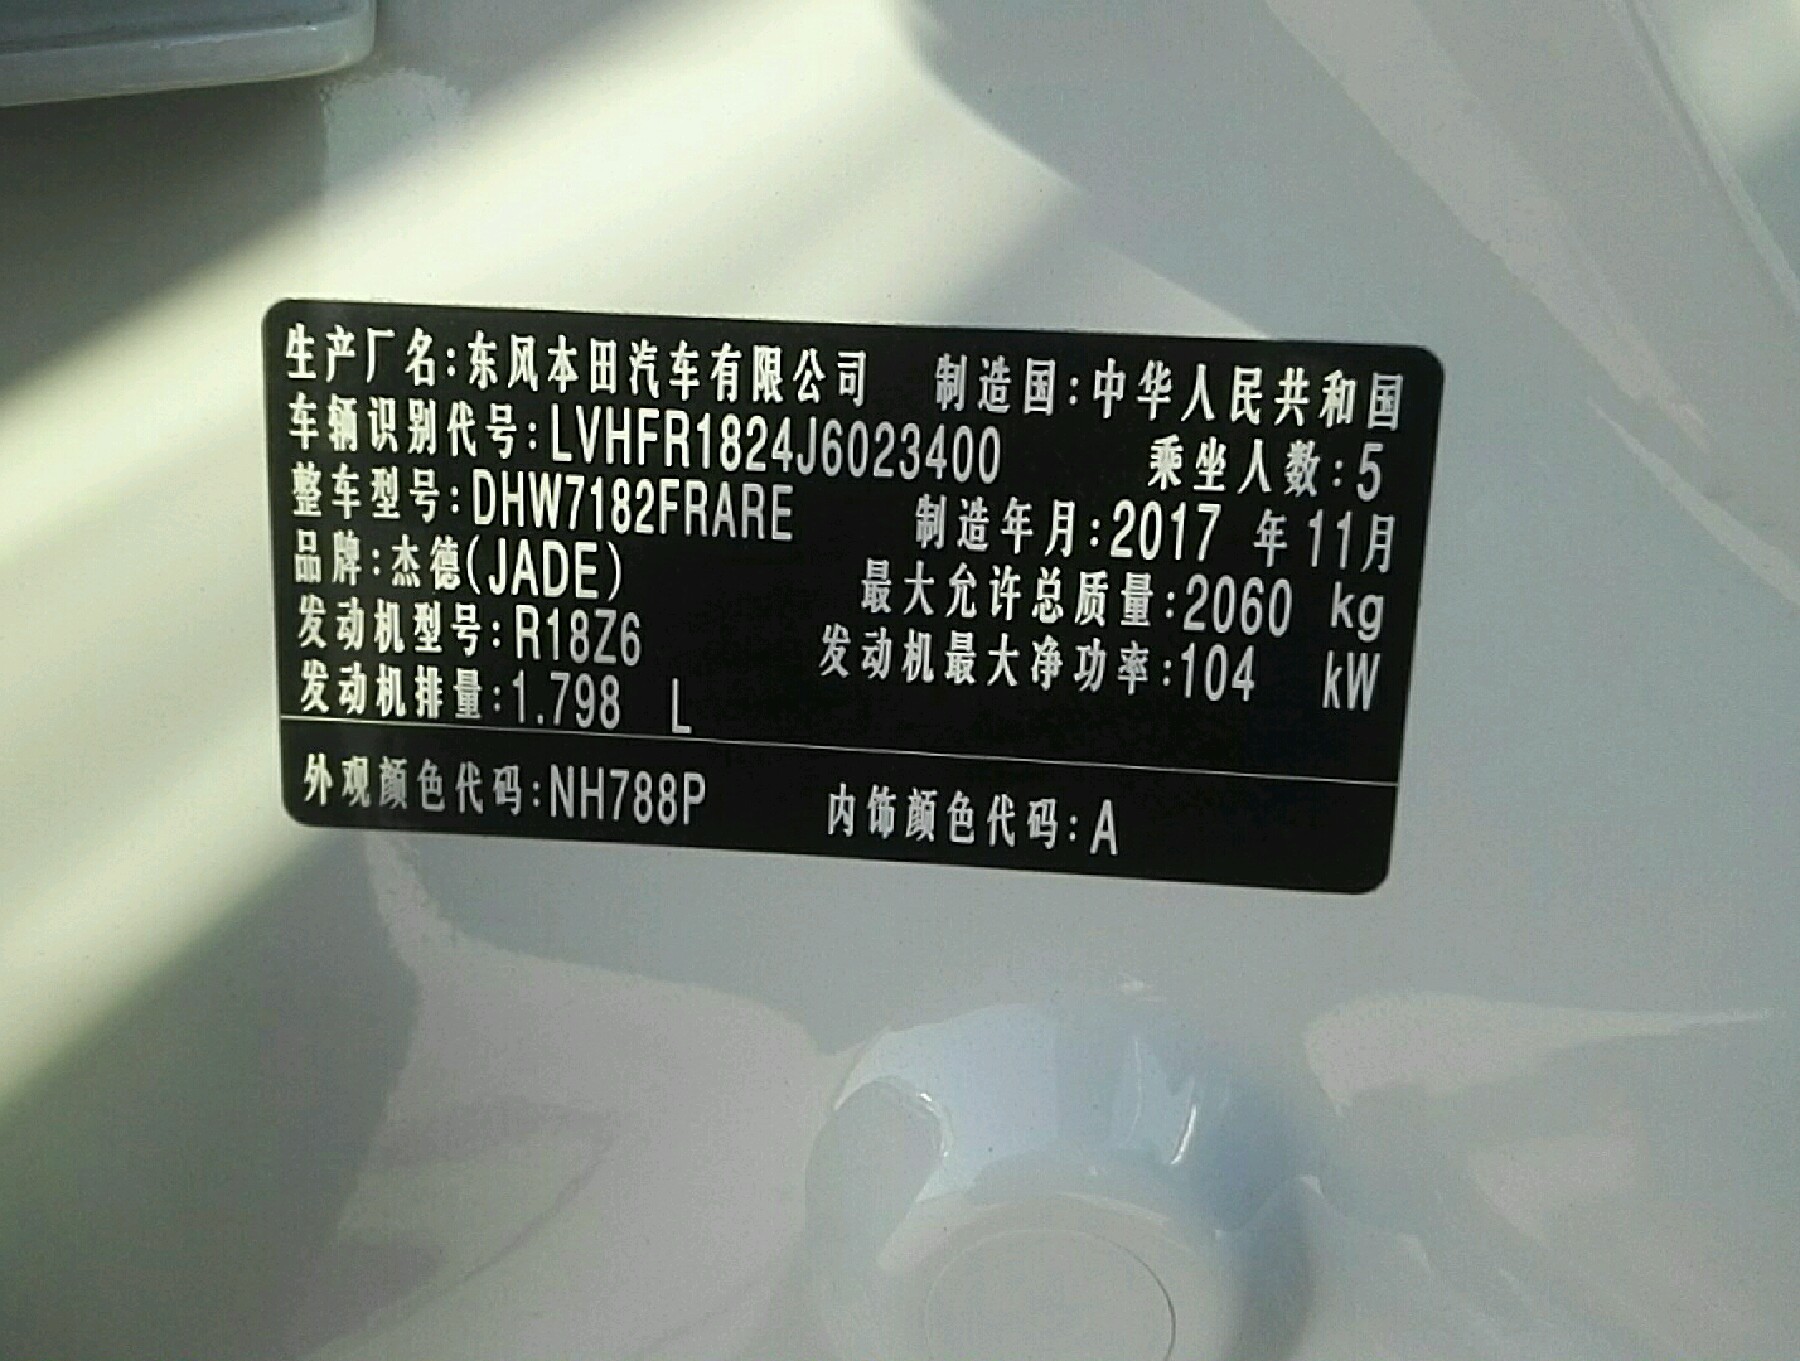 生产厂名:东风本田汽车有限公司 制造国:中华人民共和国
车辆识别代号:LVHFR1824J6023400 乘坐人数:5
整车型号:DHW7182FRARE 制造年月:2017 年11月
品牌:杰德(JADE) 最大允许总质量:2060 kg
发动机型号:R18Z6 发动机最大净功率:104 kW
发动机排量:1.798 L
外观颜色代码:NH788P 内饰颜色代码:A